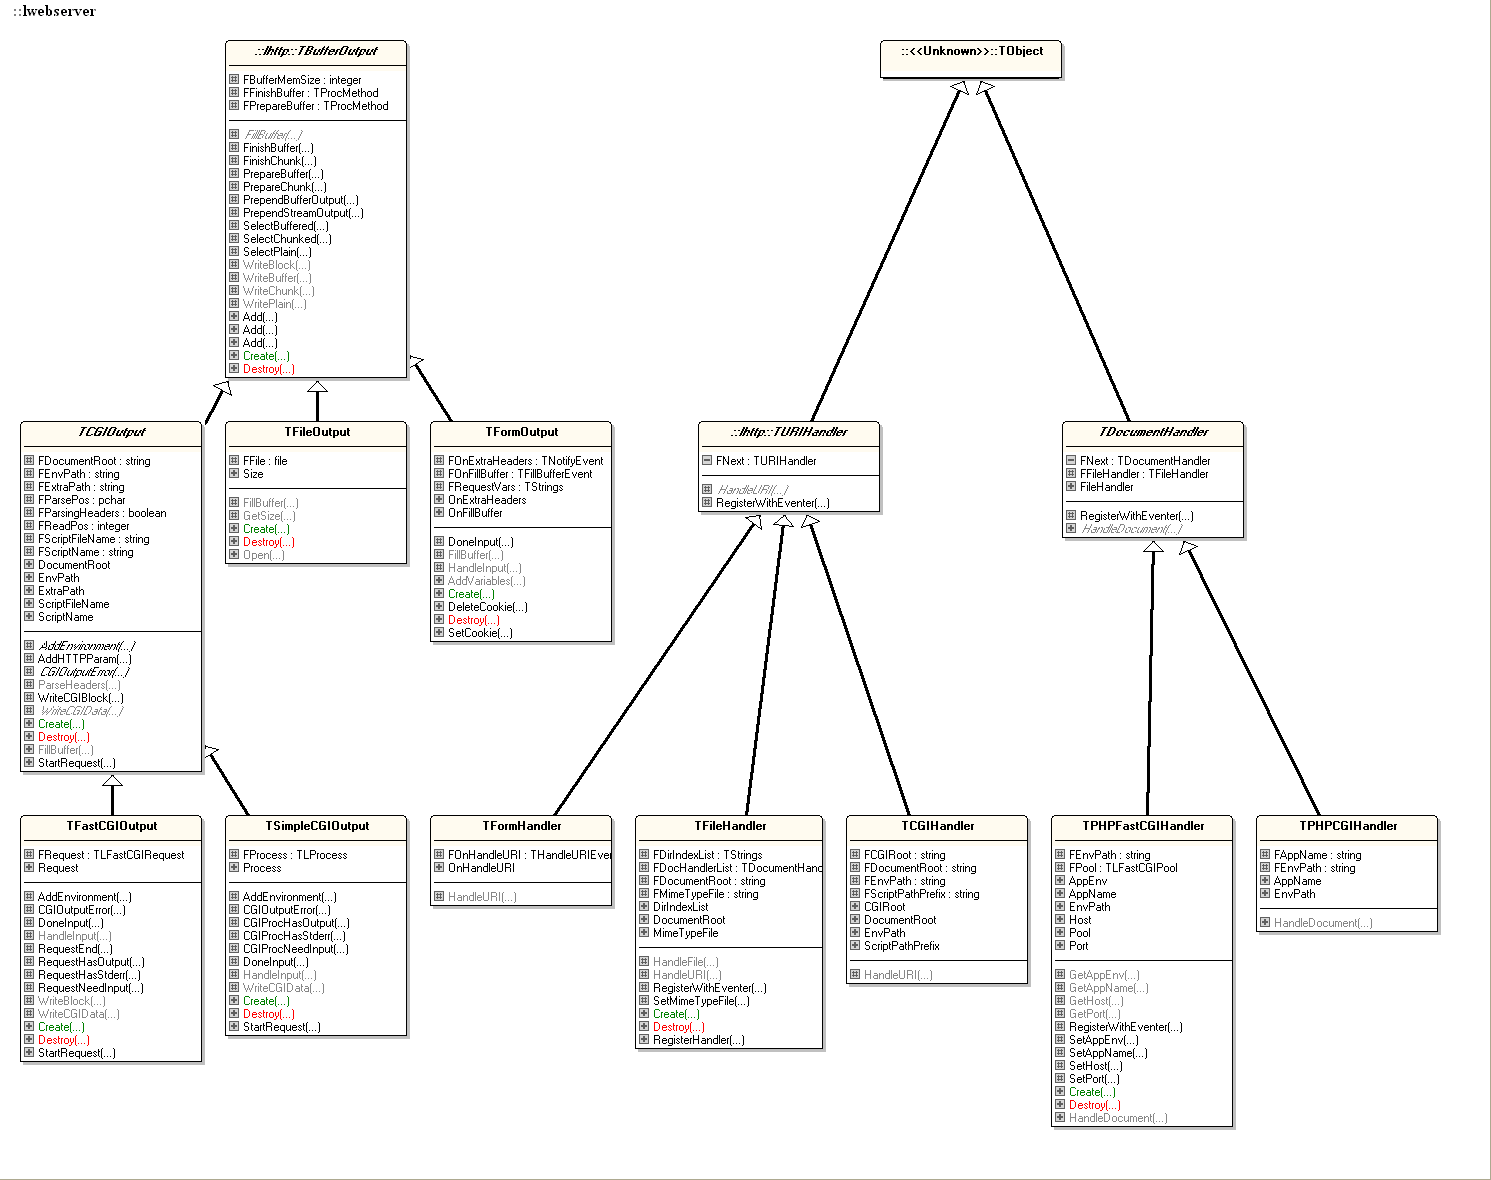 ::lwebserver
::lhttp::TBufferOutput
FBufferMemSize : integer
FFinishBuffer : TProcMethod
FPrepareBuffer : TProcMethod
FillBuffer(...)
FinishBuffer(...)
FinishChunk(...)
PrepareBuffer(...)
PrepareChunk(...)
PrependBufferOutput(...)
PrependStreamOutput(...)
SelectBuffered(...)
SelectChunked(...)
SelectPlain(...)
WriteBlock(...)
WriteBuffer(...)
WriteChunk(...)
WritePlain(...)
Add(...)
Add(...)
Add(...)
Create(...)
Destroy(...)
::<<Unknown>>::TObject
TCGIOutput
FDocumentRoot : string
FEnvPath : string
FExtraPath : string
FParsePos : pchar
FParsingHeaders : boolean
FReadPos : integer
FScriptFileName : string
FScriptName : string
DocumentRoot
EnvPath
ExtraPath
ScriptFileName
ScriptName
AddEnvironment(...)
AddHTTPParam(...)
CGIOutputError(...)
ParseHeaders(...)
WriteCGIBlock(...)
WriteCGIData(...)
Create(...)
Destroy(...)
FillBuffer(...)
StartRequest(...)
TFileOutput
FFile : file
Size
FillBuffer(...)
GetSize(...)
Create(...)
Destroy(...)
Open(...)
TFormOutput
FOnExtraHeaders : TNotifyEvent
FOnFillBuffer : TFillBufferEvent
FRequestVars : TStrings
OnExtraHeaders
OnFillBuffer
DoneInput(...)
FillBuffer(...)
HandleInput(...)
AddVariables(...)
Create(...)
DeleteCookie(...)
Destroy(...)
SetCookie(...)
::lhttp::TURIHandler
FNext : TURIHandler
HandleURI(...)
RegisterWithEventer(...)
TDocumentHandler
FNext : TDocumentHandler
FFileHandler : TFileHandler
FileHandler
RegisterWithEventer(...)
HandleDocument(...)
TFastCGIOutput
FRequest : TLFastCGIRequest
Request
AddEnvironment(...)
CGIOutputError(...)
DoneInput(...)
HandleInput(...)
RequestEnd(...)
RequestHasOutput(...)
RequestHasStderr(...)
RequestNeedInput(...)
WriteBlock(...)
WriteCGIData(...)
Create(...)
Destroy(...)
StartRequest(...)
TSimpleCGIOutput
FProcess : TLProcess
Process
AddEnvironment(...)
CGIOutputError(...)
CGIProcHasOutput(...)
CGIProcHasStderr(...)
CGIProcNeedInput(...)
DoneInput(...)
HandleInput(...)
WriteCGIData(...)
Create(...)
Destroy(...)
StartRequest(...)
TFormHandler
FOnHandleURI : THandleURIEve
OnHandleURI
HandleURI(...)
TFileHandler
FDirIndexList : TStrings
FDocHandlerList : TDocumentHand
FDocumentRoot : string
FMimeTypeFile : string
DirIndexList
DocumentRoot
MimeTypeFile
HandleFile(...)
HandleURI(...)
RegisterWithEventer(...)
SetMimeTypeFile(...)
Create(...)
Destroy(...)
RegisterHandler(...)
TCGIHandler
FCGIRoot : string
FDocumentRoot : string
FEnvPath : string
FScriptPathPrefix : string
CGIRoot
DocumentRoot
EnvPath
ScriptPathPrefix
HandleURI(...)
TPHPFastCGIHandler
FEnvPath : string
FPool : TLFastCGIPool
AppEnv
AppName
EnvPath
Host
Pool
Port
GetAppEnv(...)
GetAppName(...)
GetHost(...)
GetPort(...)
RegisterWithEventer(...)
SetAppEnv(...)
SetAppName(...)
SetHost(...)
SetPort(...)
Create(...)
Destroy(...)
HandleDocument(...)
TPHPCGIHandler
FAppName : string
FEnvPath : string
AppName
EnvPath
HandleDocument(...)